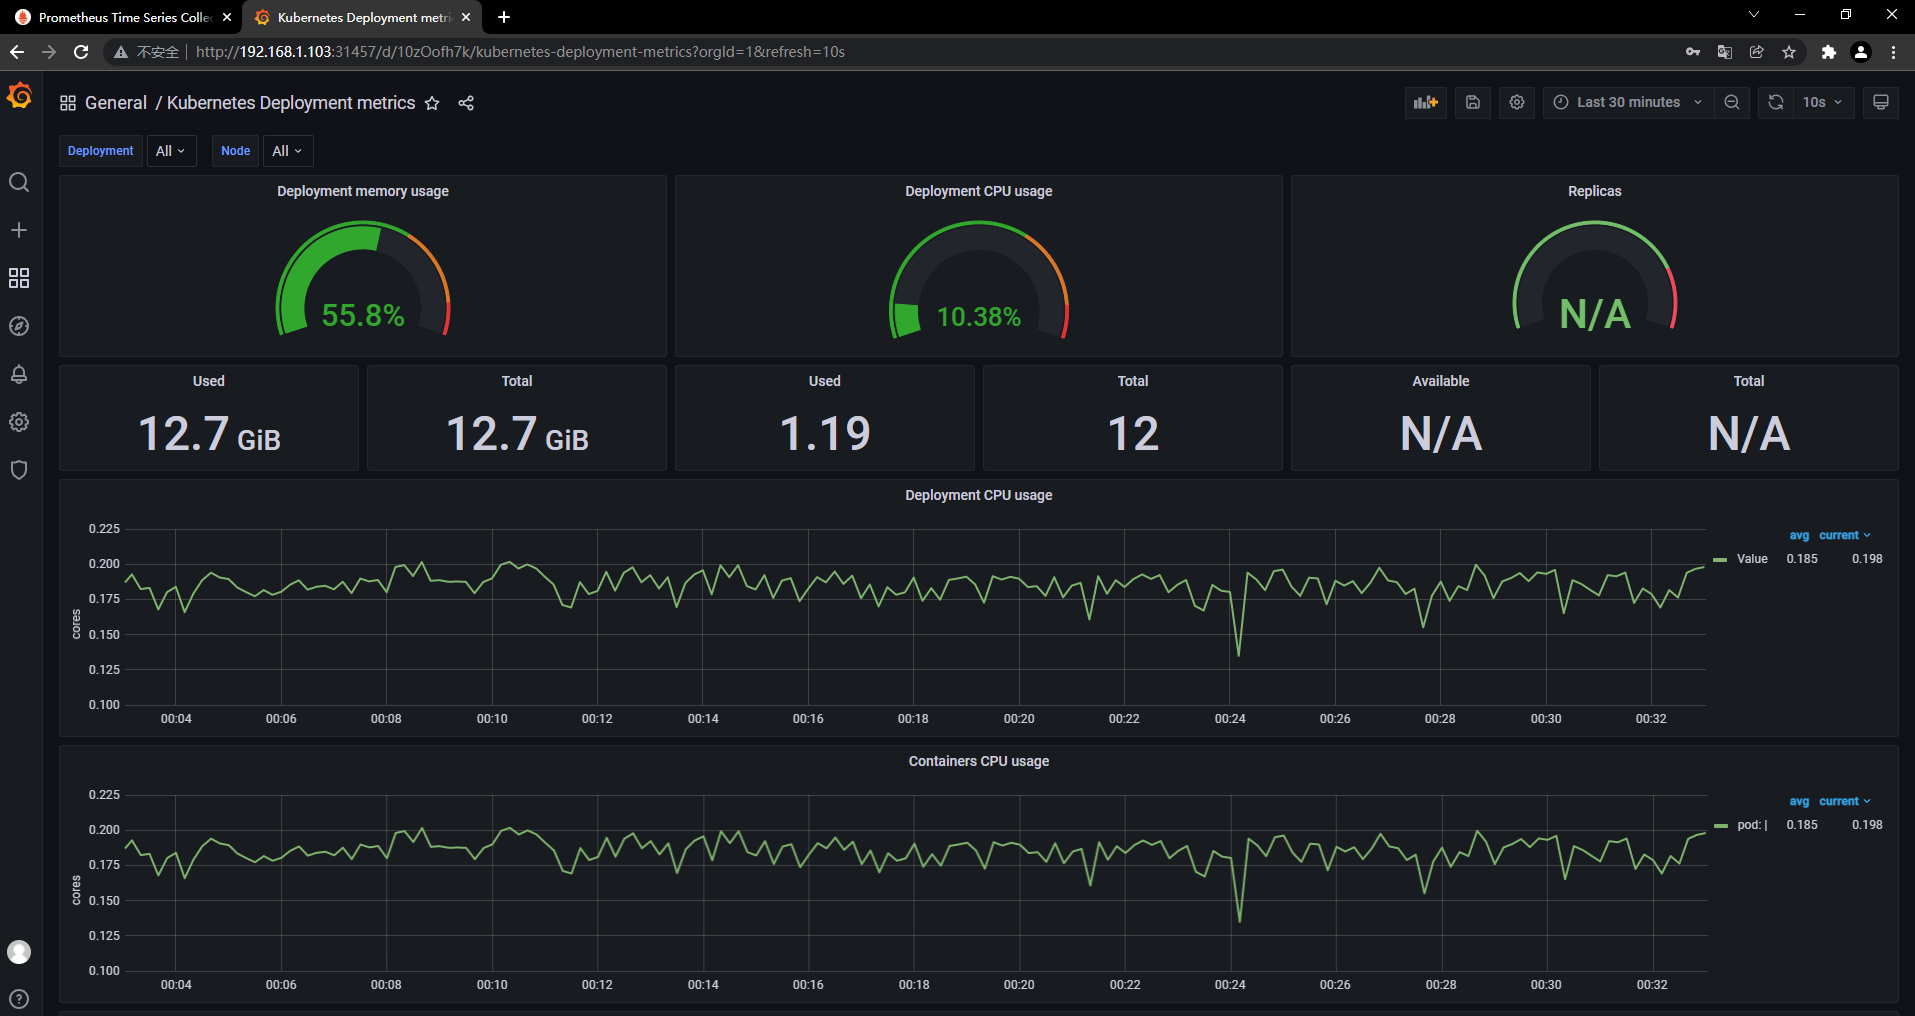 Prometheus Time Series Colle
Kubernetes Deployment metri
不安全 http://192.168.1.103:31457/d/10zOofh7k/kubernetes-deployment-metrics?orgId=1&refresh=10s
General / Kubernetes Deployment metrics
Last 30 minutes
10s
Deployment All Node All
Deployment memory usage
55.8%
Deployment CPU usage
10.38%
Replicas
N/A
Used
12.7 GiB
Total
12.7 GiB
Used
1.19
Total
12
Available
N/A
Total
N/A
Deployment CPU usage
cores
0.225
0.200
0.175
0.150
0.125
0.100
00:04 00:06 00:08 00:10 00:12 00:14 00:16 00:18 00:20 00:22 00:24 00:26 00:28 00:30 00:32
avg current
Value 0.185 0.198
Containers CPU usage
cores
0.225
0.200
0.175
0.150
0.125
0.100
00:04 00:06 00:08 00:10 00:12 00:14 00:16 00:18 00:20 00:22 00:24 00:26 00:28 00:30 00:32
avg current
pod: | 0.185 0.198